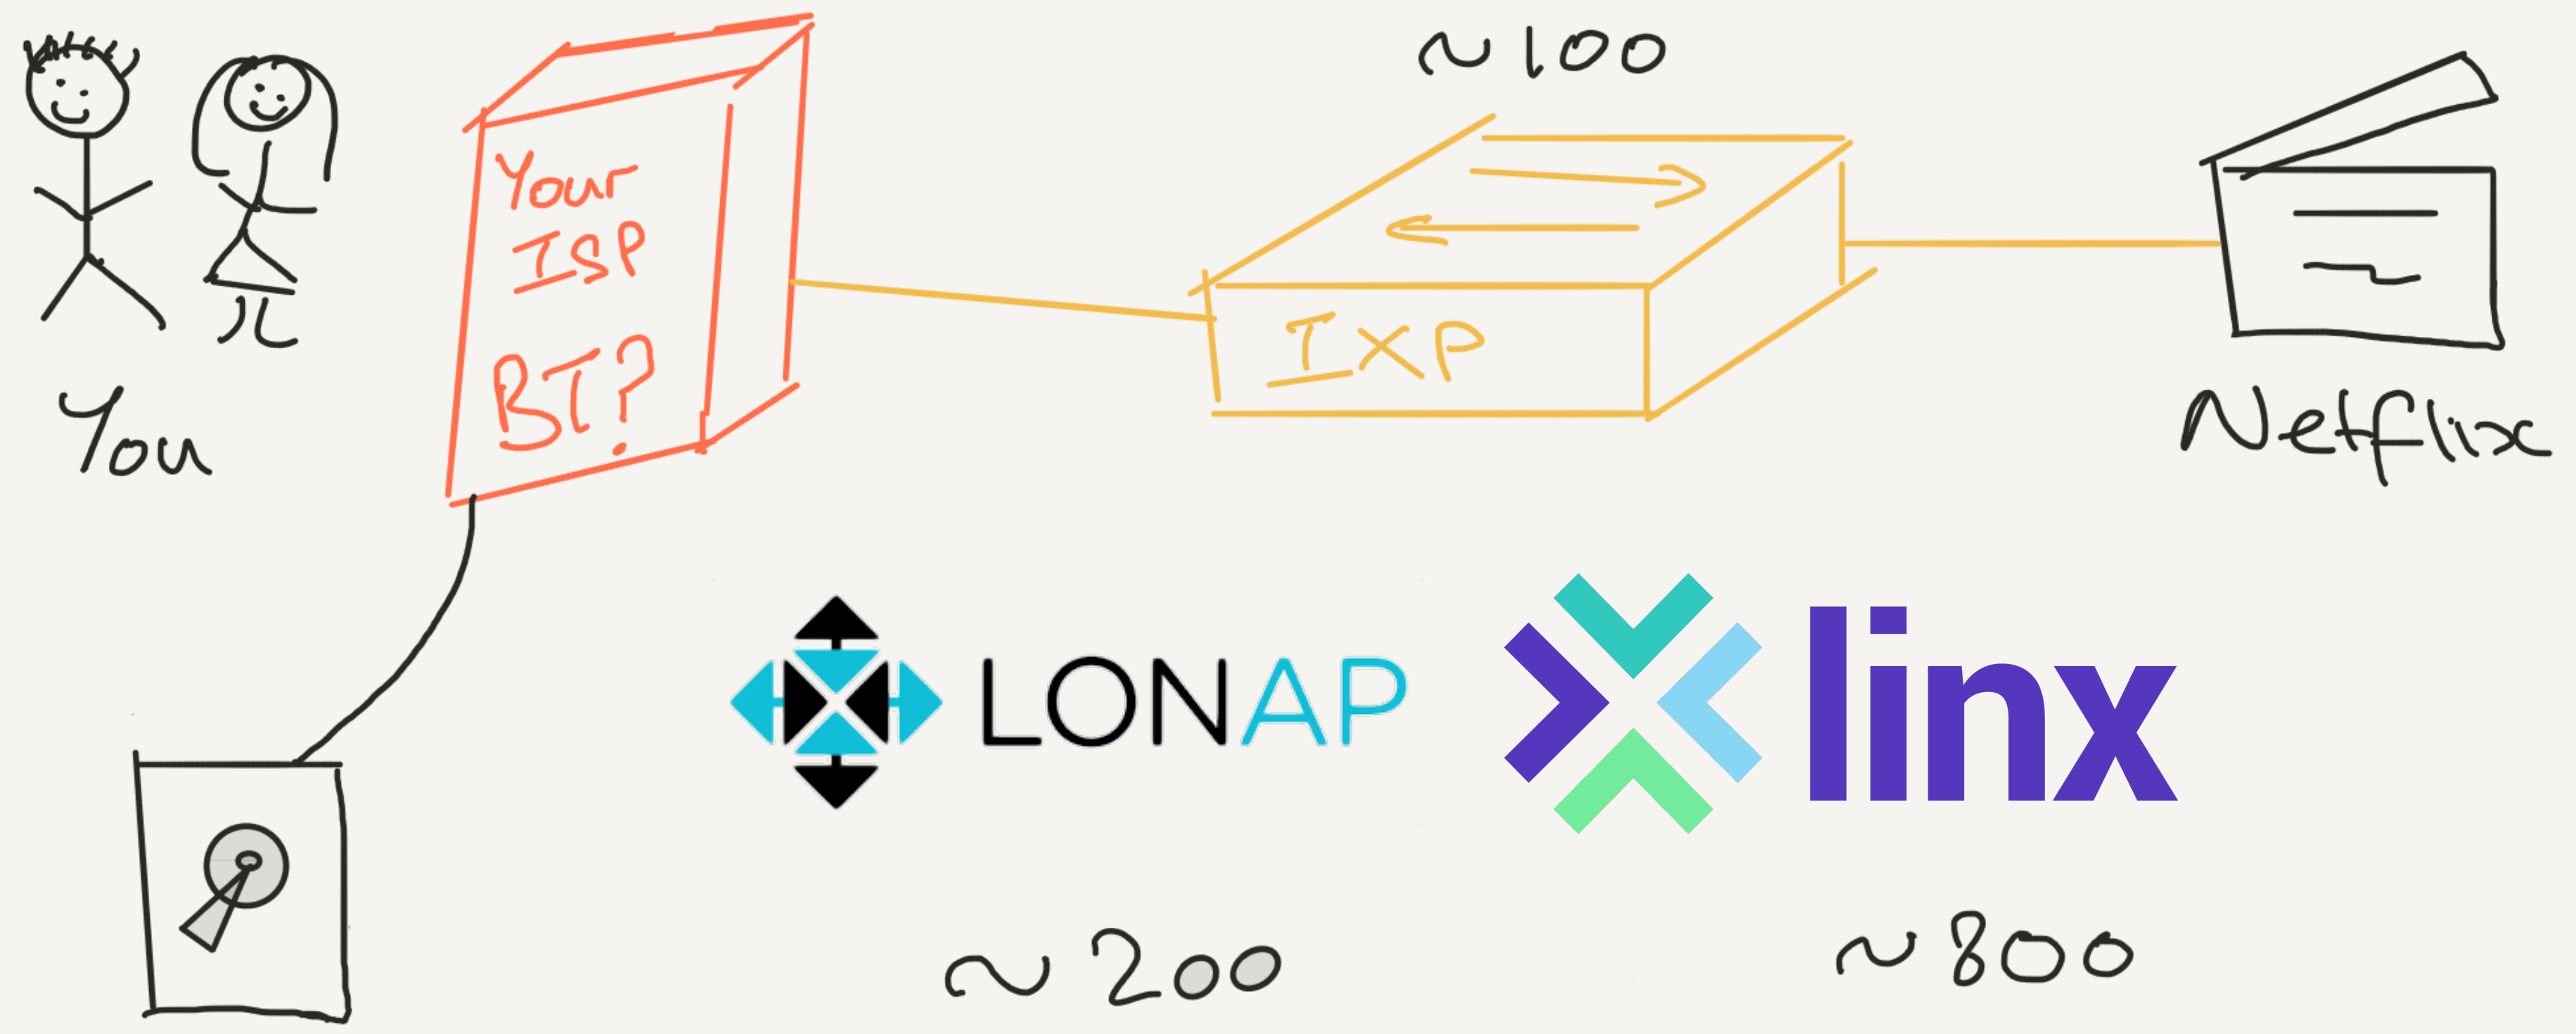 ~100
Your
ISP
BT?
IXP
You
Netflix
LONAP
linx
~200
~800